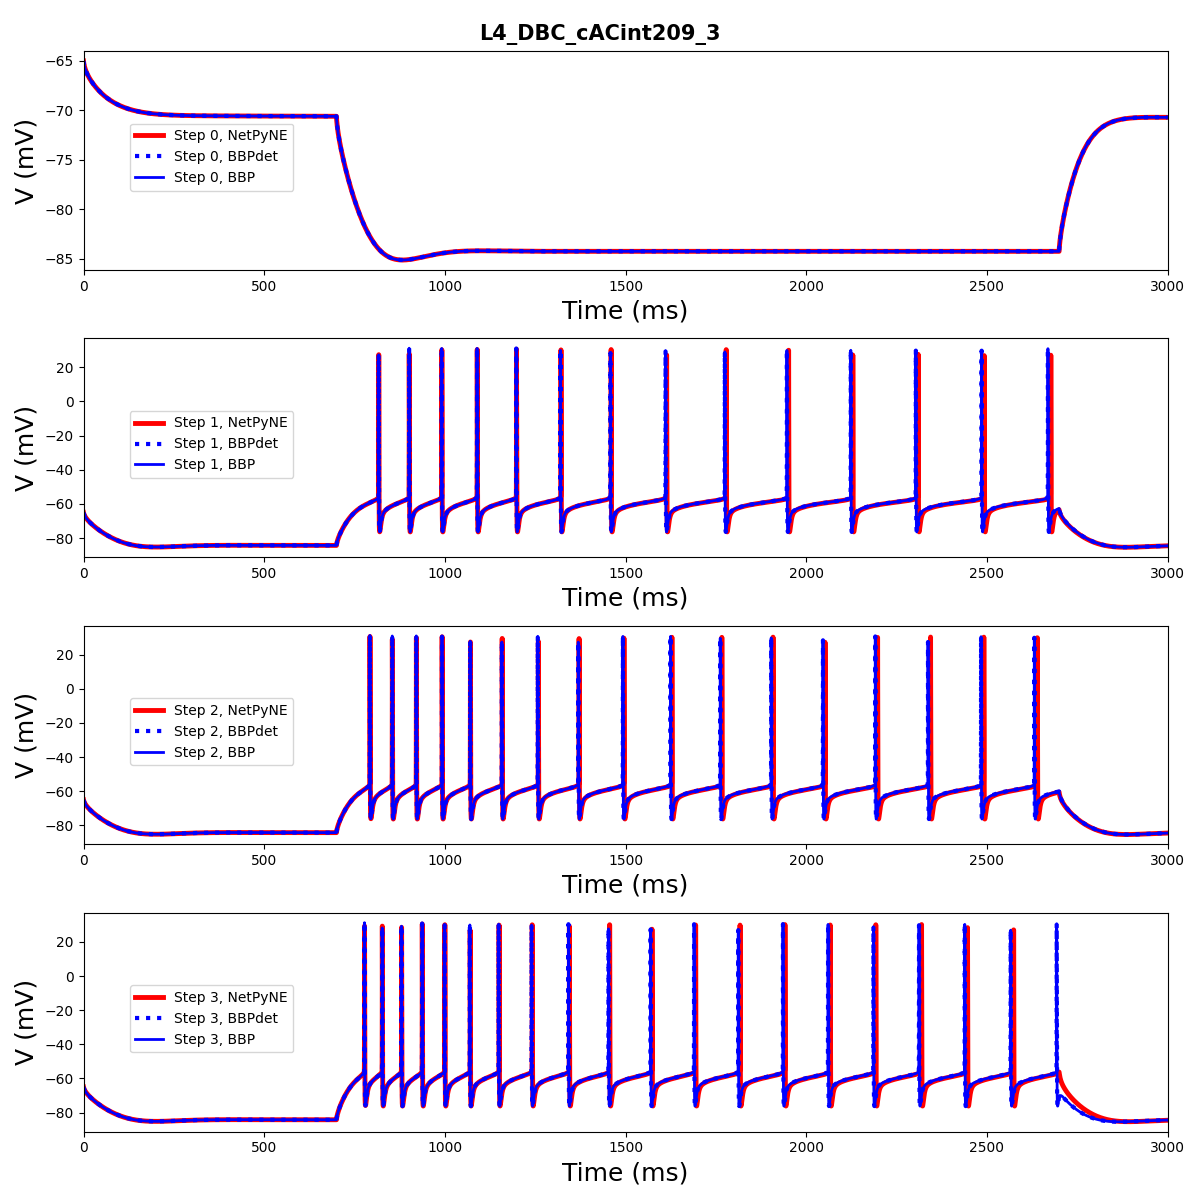 L4_DBC_cACint209_3
−65
−70
−75
−80
−85
V (mV)
Step 0, NetPyNE
Step 0, BBPdet
Step 0, BBP
0 500 1000 1500 2000 2500 3000
Time (ms)
20
0
−20
−40
−60
−80
V (mV)
Step 1, NetPyNE
Step 1, BBPdet
Step 1, BBP
0 500 1000 1500 2000 2500 3000
Time (ms)
20
0
−20
−40
−60
−80
V (mV)
Step 2, NetPyNE
Step 2, BBPdet
Step 2, BBP
0 500 1000 1500 2000 2500 3000
Time (ms)
20
0
−20
−40
−60
−80
V (mV)
Step 3, NetPyNE
Step 3, BBPdet
Step 3, BBP
0 500 1000 1500 2000 2500 3000
Time (ms)